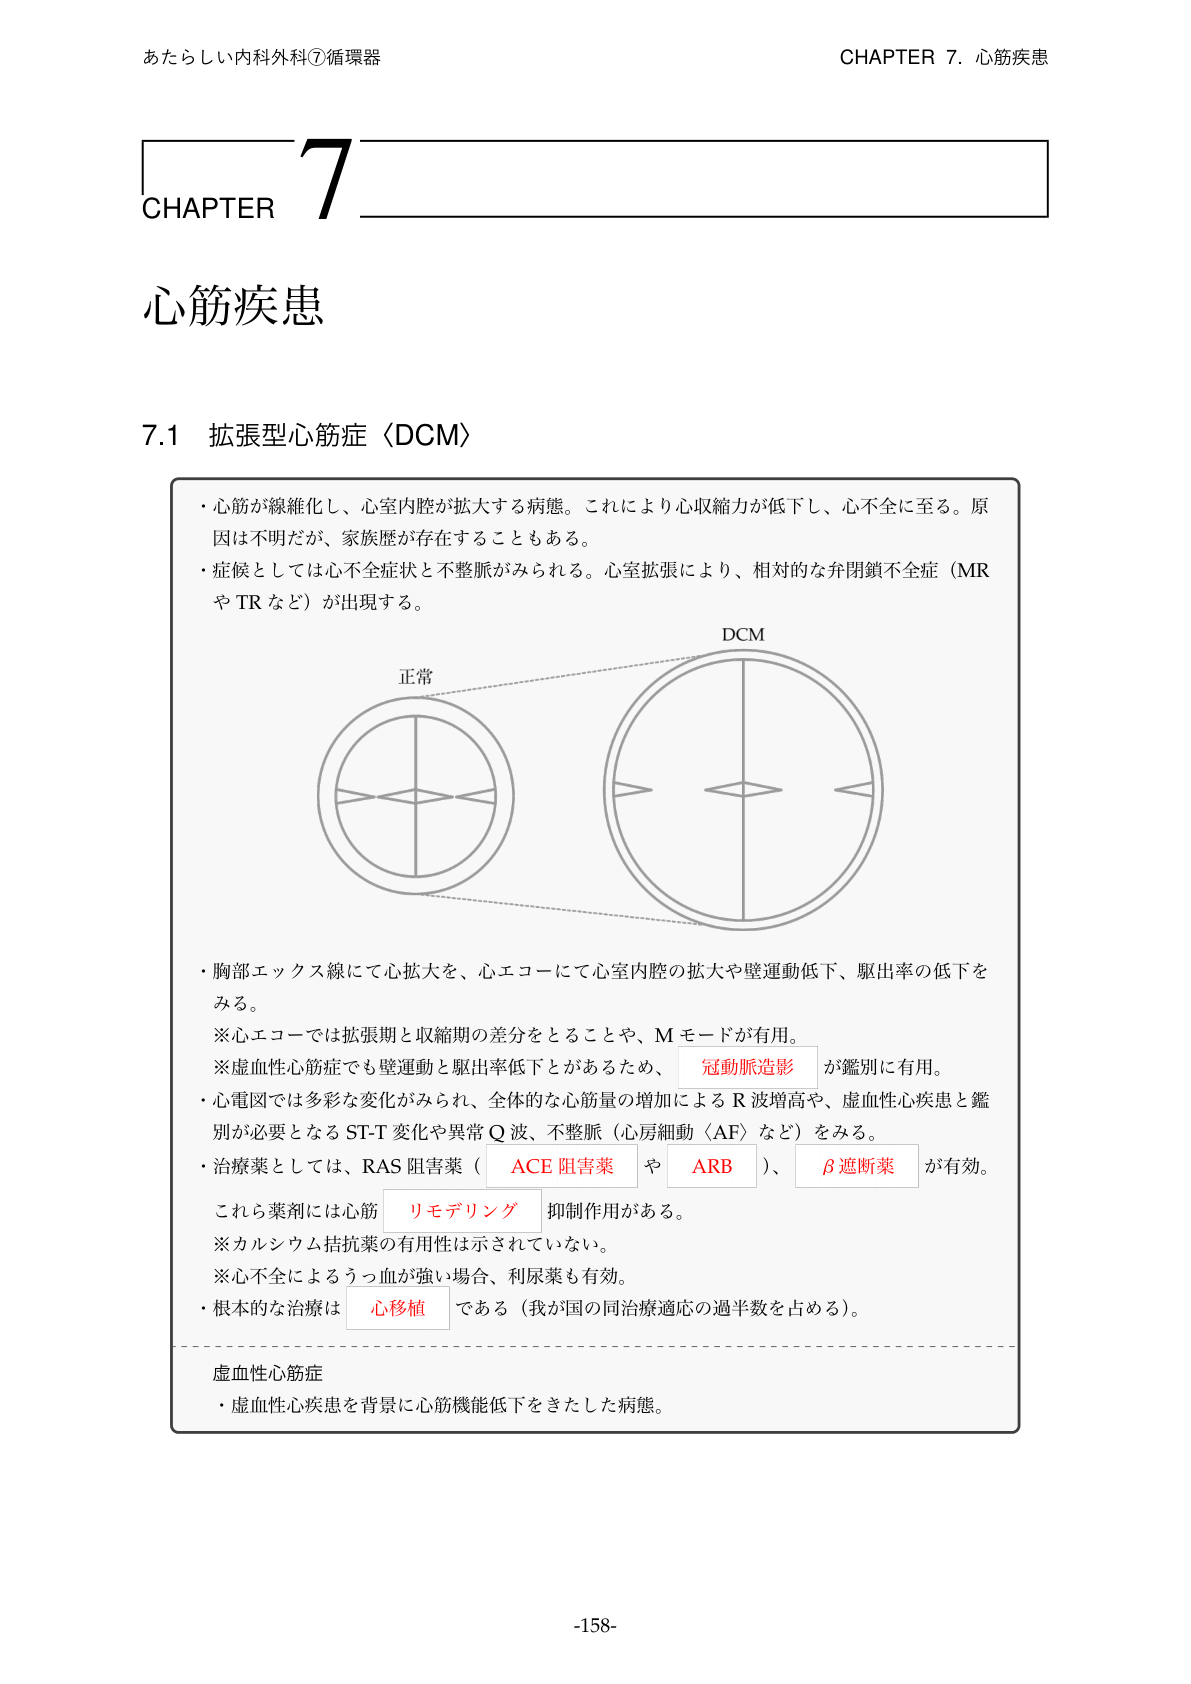 あたらしい内科外科⑦循環器
CHAPTER 7. 心筋疾患
CHAPTER 7
心筋疾患
7.1 拡張型心筋症〈DCM〉
・心筋が線維化し、心室内腔が拡大する病態。これにより心収縮力が低下し、心不全に至る。原
因は不明だが、家族歴が存在することもある。
・症候としては心不全症状と不整脈がみられる。心室拡張により、相対的な弁閉鎖不全症（MR
や TR など）が出現する。
DCM
正常
・胸部エックス線にて心拡大を、心エコーにて心室内腔の拡大や壁運動低下、駆出率の低下を
みる。
※心エコーでは拡張期と収縮期の差分をとることや、M モードが有用。
※虚血性心筋症でも壁運動と駆出率低下とがあるため、 冠動脈造影 が鑑別に有用。
・心電図では多彩な変化がみられ、全体的な心筋量の増加による R 波増高や、虚血性心疾患と鑑
別が必要となる ST-T 変化や異常 Q 波、不整脈（心房細動〈AF〉など）をみる。
・治療薬としては、RAS 阻害薬（ ACE 阻害薬 や ARB ）、 β 遮断薬 が有効。
これら薬剤には心筋 リモデリング 抑制作用がある。
※カルシウム拮抗薬の有用性は示されていない。
※心不全によるうっ血が強い場合、利尿薬も有効。
・根本的な治療は 心移植 である（我が国の同治療適応の過半数を占める）。
虚血性心筋症
・虚血性心疾患を背景に心筋機能低下をきたした病態。
-158-